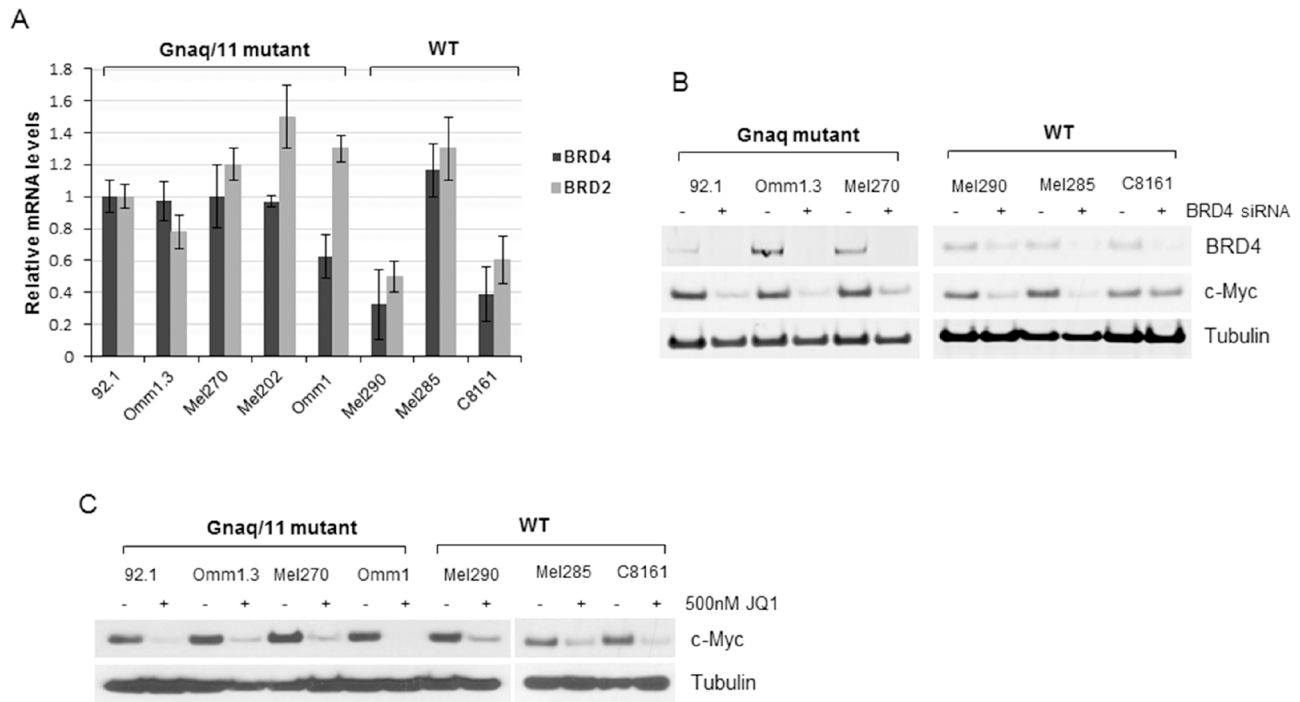 A
Gnaq/11 mutant WT
1.8
1.6
1.4
1.2
1
0.8
0.6
0.4
0.2
0
Relative mRNA levels
92.1 Omm1.3 Mel270 Mel202 Omm1 Mel290 Mel285 C8161
BRD4
BRD2
B
Gnaq mutant WT
92.1 Omm1.3 Mel270 Mel290 Mel285 C8161
- + - + - + - + - + - + BRD4 siRNA
BRD4
c-Myc
Tubulin
C
Gnaq/11 mutant WT
92.1 Omm1.3 Mel270 Omm1 Mel290 Mel285 C8161
- + - + - + - + - + - + - + 500nM JQ1
c-Myc
Tubulin